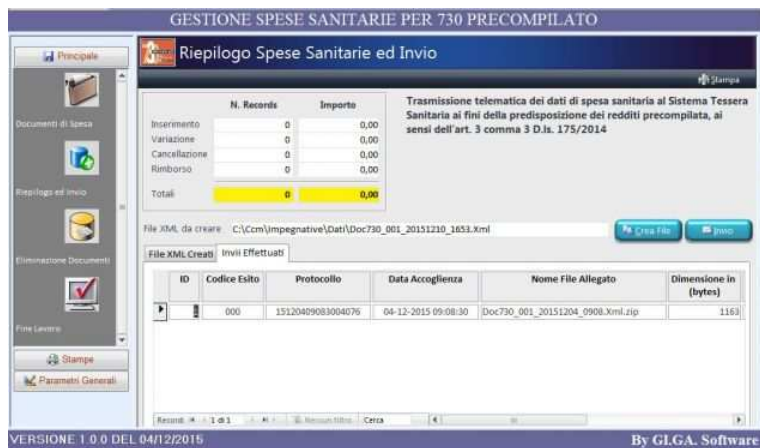 GESTIONE SPESE SANITARIE PER 730 PRECOMPILATO
Principale
Documenti di Spesa
Riepilogo ed Invio
Eliminazione Documenti
Fine Lavoro
Stampe
Parametri Generali
Riepilogo Spese Sanitarie ed Invio
Stampa
N. Records Importo
Inserimento 0 0,00
Variazione 0 0,00
Cancellazione 0 0,00
Rimborso 0 0,00
Totali 0 0,00
Trasmissione telematica dei dati di spesa sanitaria al Sistema Tessera
Sanitaria ai fini della predisposizione dei redditi precompilata, ai
sensi dell'art. 3 comma 3 D.ls. 175/2014
File XML da creare C:\Ccm\Impegnative\Dati\Doc730_001_20151210_1653.Xml
Crea File Invio
File XML Creati Invii Effettuati
ID Codice Esito Protocollo Data Accoglienza Nome File Allegato Dimensione in
(bytes)
000 15120409083004076 04-12-2015 09:08:30 Doc730_001_20151204_0908.Xml.zip 1163
Record: 1 di 1 Nessun filtro Cerca
VERSIONE 1.0.0 DEL 04/12/2015
By GI.GA. Software